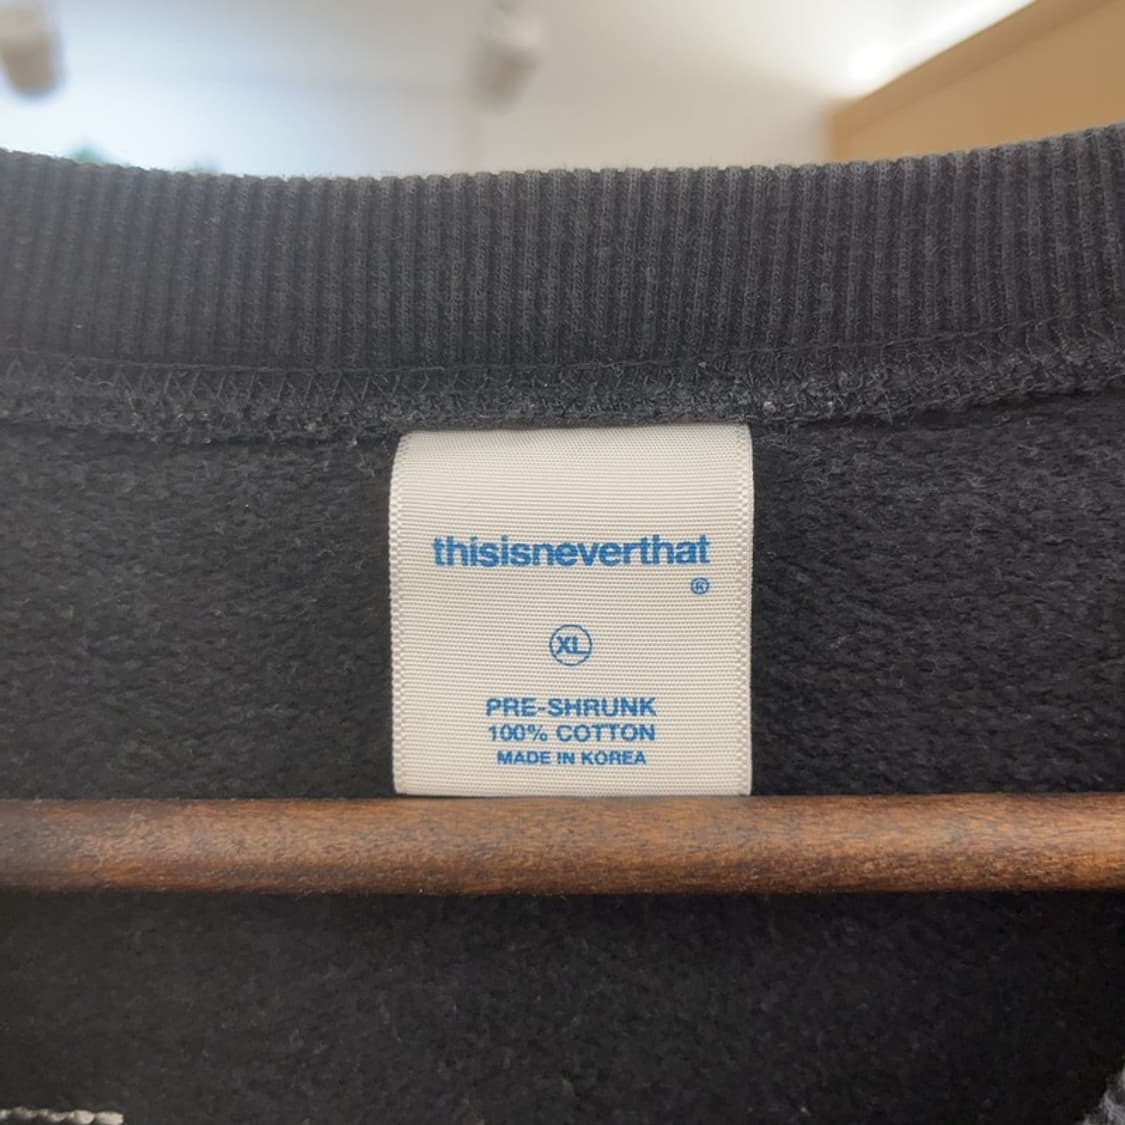 thisisneverthat
®
XL
PRE-SHRUNK
100% COTTON
MADE IN KOREA